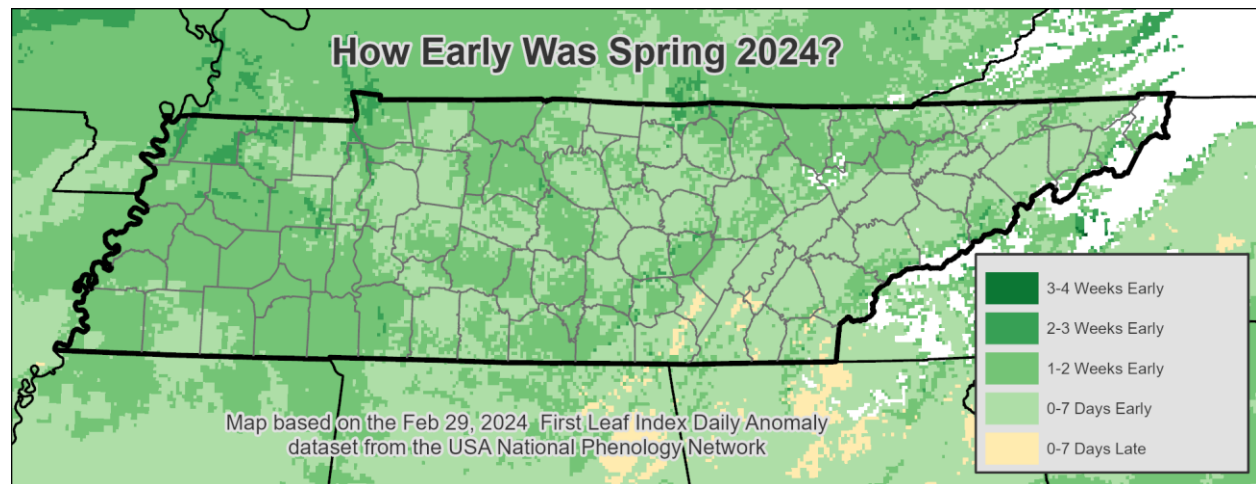 How Early Was Spring 2024?
3-4 Weeks Early
2-3 Weeks Early
1-2 Weeks Early
0-7 Days Early
0-7 Days Late
Map based on the Feb 29, 2024  First Leaf Index Daily Anomaly
dataset from the USA National Phenology Network